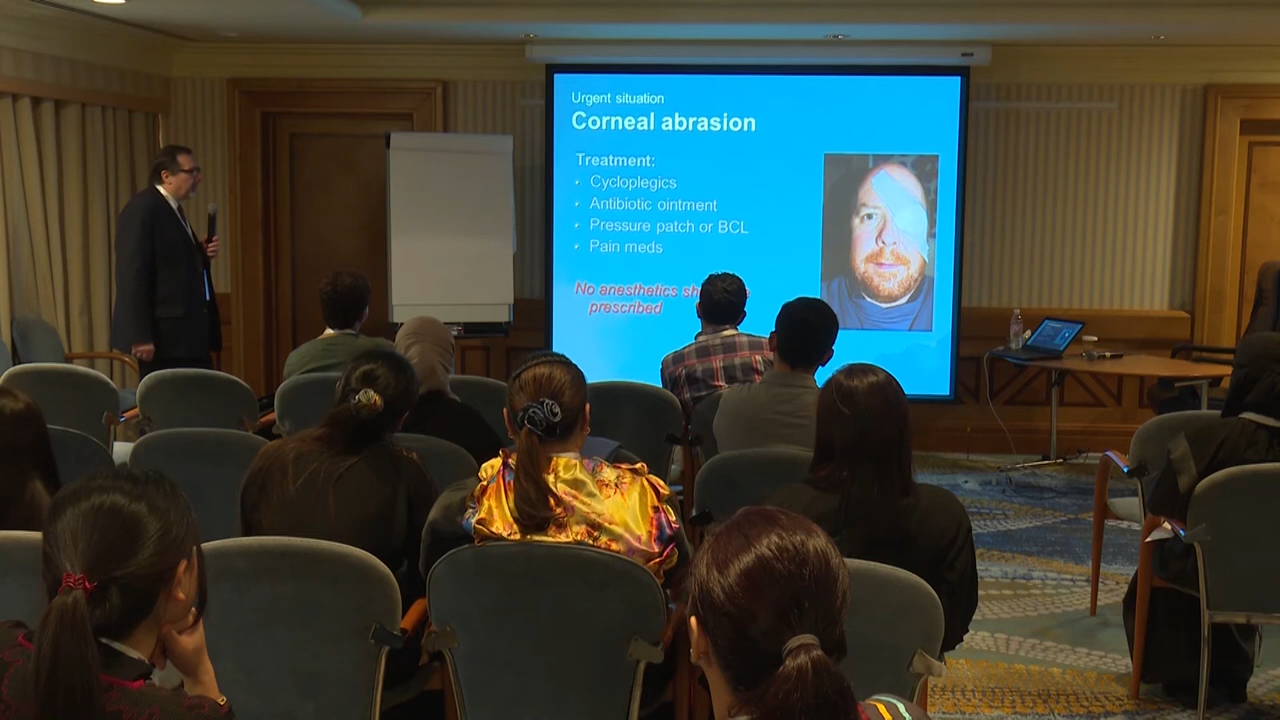 Urgent situation
Corneal abrasion
Treatment:
Cycloplegics
Antibiotic ointment
Pressure patch or BCL
Pain meds
No anesthetics
prescribed